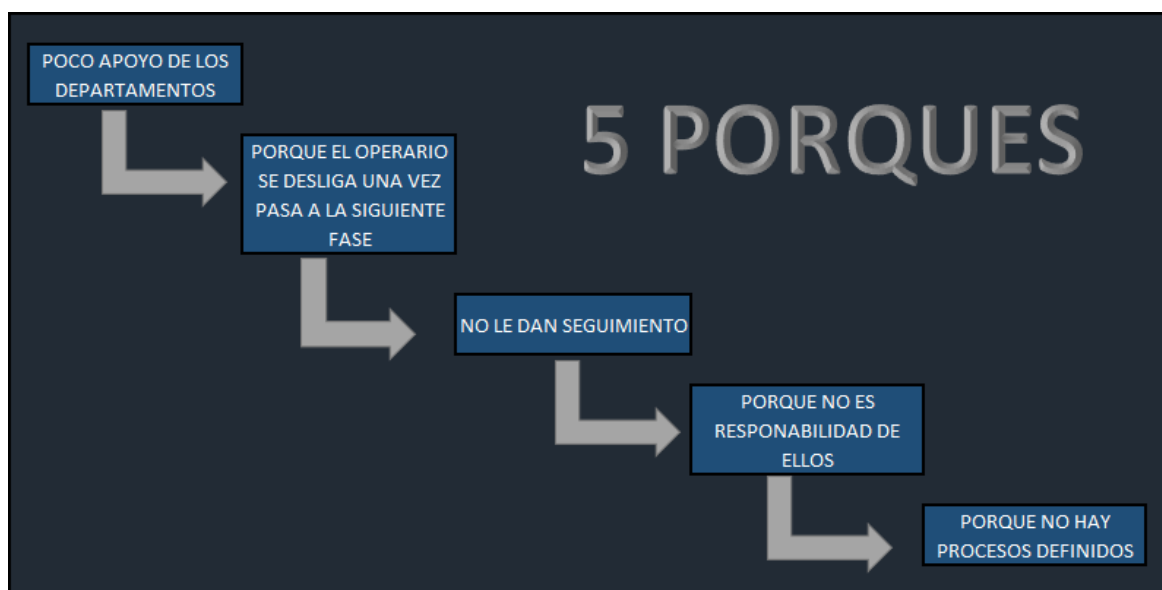 POCO APOYO DE LOS
DEPARTAMENTOS
5 PORQUES
PORQUE EL OPERARIO
SE DESLIGA UNA VEZ
PASA A LA SIGUIENTE
FASE
NO LE DAN SEGUIMIENTO
PORQUE NO ES
RESPONABILIDAD DE
ELLOS
PORQUE NO HAY
PROCESOS DEFINIDOS